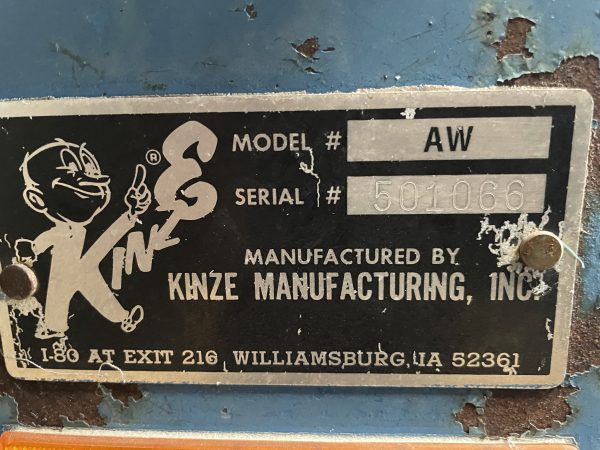 MODEL # AW
SERIAL # 501066
KINZE ®
MANUFACTURED BY
KINZE MANUFACTURING, INC.
I-80 AT EXIT 216 WILLIAMSBURG, IA 52361